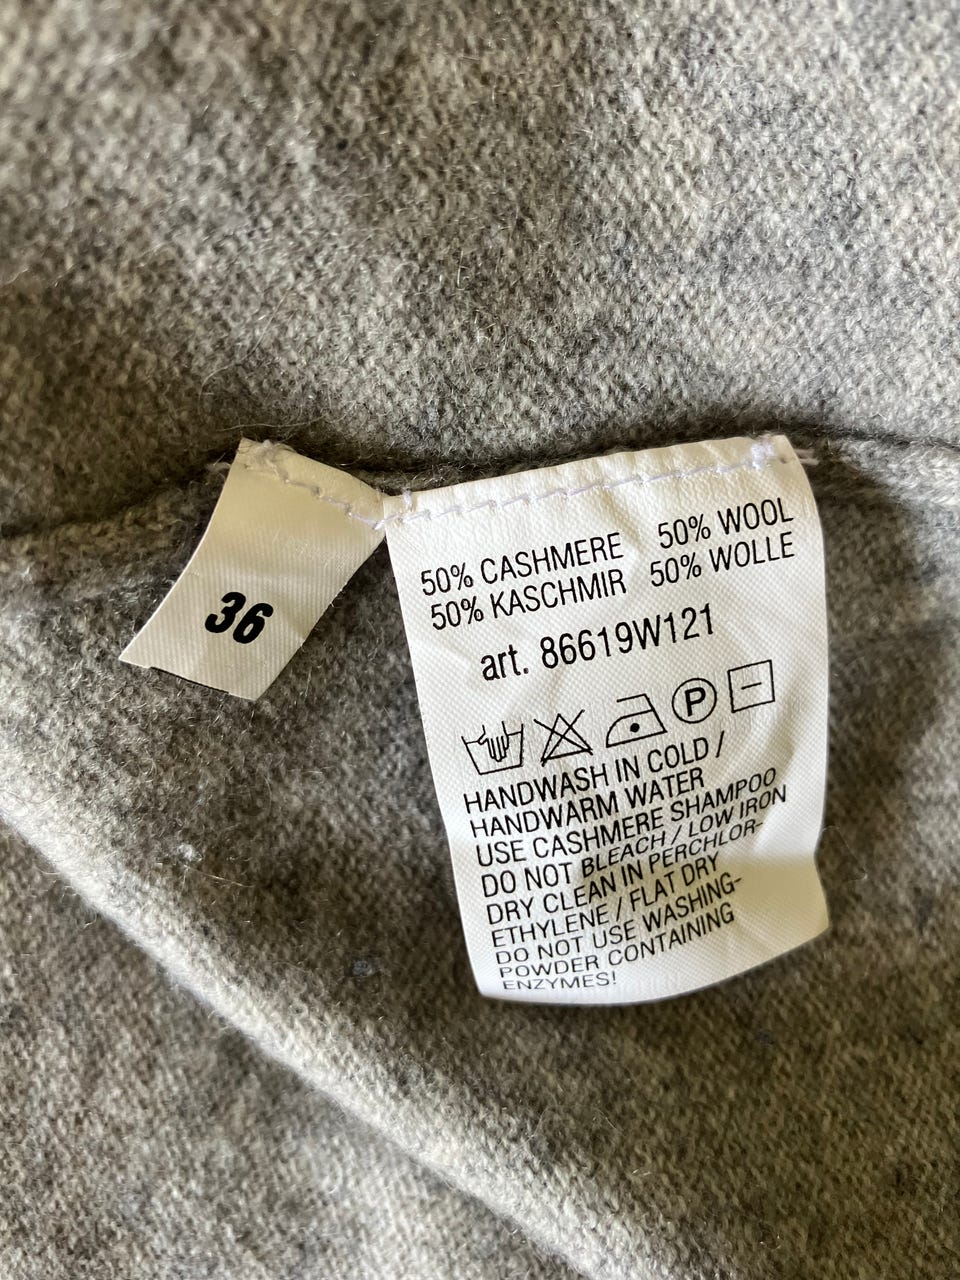 36
50% CASHMERE 50% WOOL
50% KASCHMIR 50% WOLLE
art. 86619W121
P
HANDWASH IN COLD /
HANDWARM WATER
USE CASHMERE SHAMPOO
DO NOT BLEACH / LOW IRON
DRY CLEAN IN PERCHLOR-
ETHYLENE / FLAT DRY
DO NOT USE WASHING-
POWDER CONTAINING
ENZYMES!